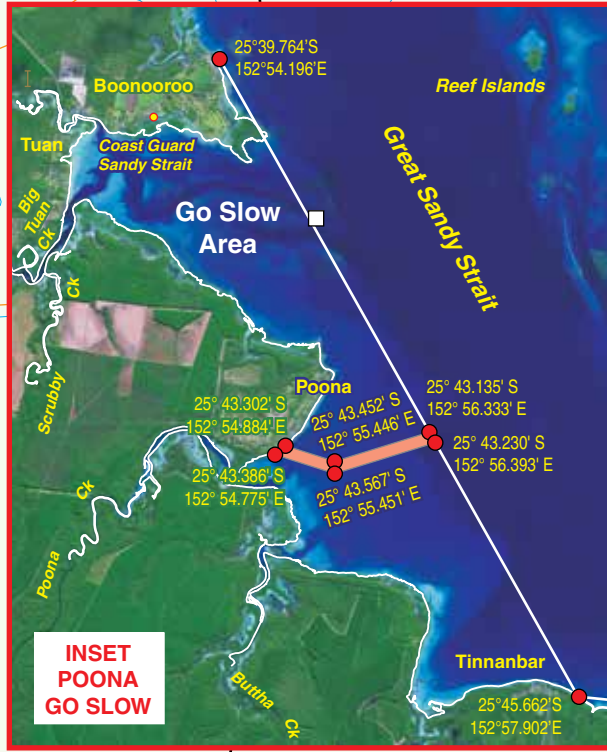 25°39.764'S
152°54.196'E
Boonooroo
Reef Islands
Tuan
Coast Guard
Sandy Strait
Great Sandy Strait
Big
Tuan
Ck
Go Slow
Area
Ck
Scrubby
Poona
25° 43.302' S
152° 54.884' E
25° 43.452' S
152° 55.446' E
25° 43.135' S
152° 56.333' E
25° 43.230' S
152° 56.393' E
25° 43.386' S
152° 54.775' E
25° 43.567' S
152° 55.451' E
Ck
Poona
INSET
POONA
GO SLOW
Buttha Ck
Tinnanbar
25°45.662'S
152°57.902'E